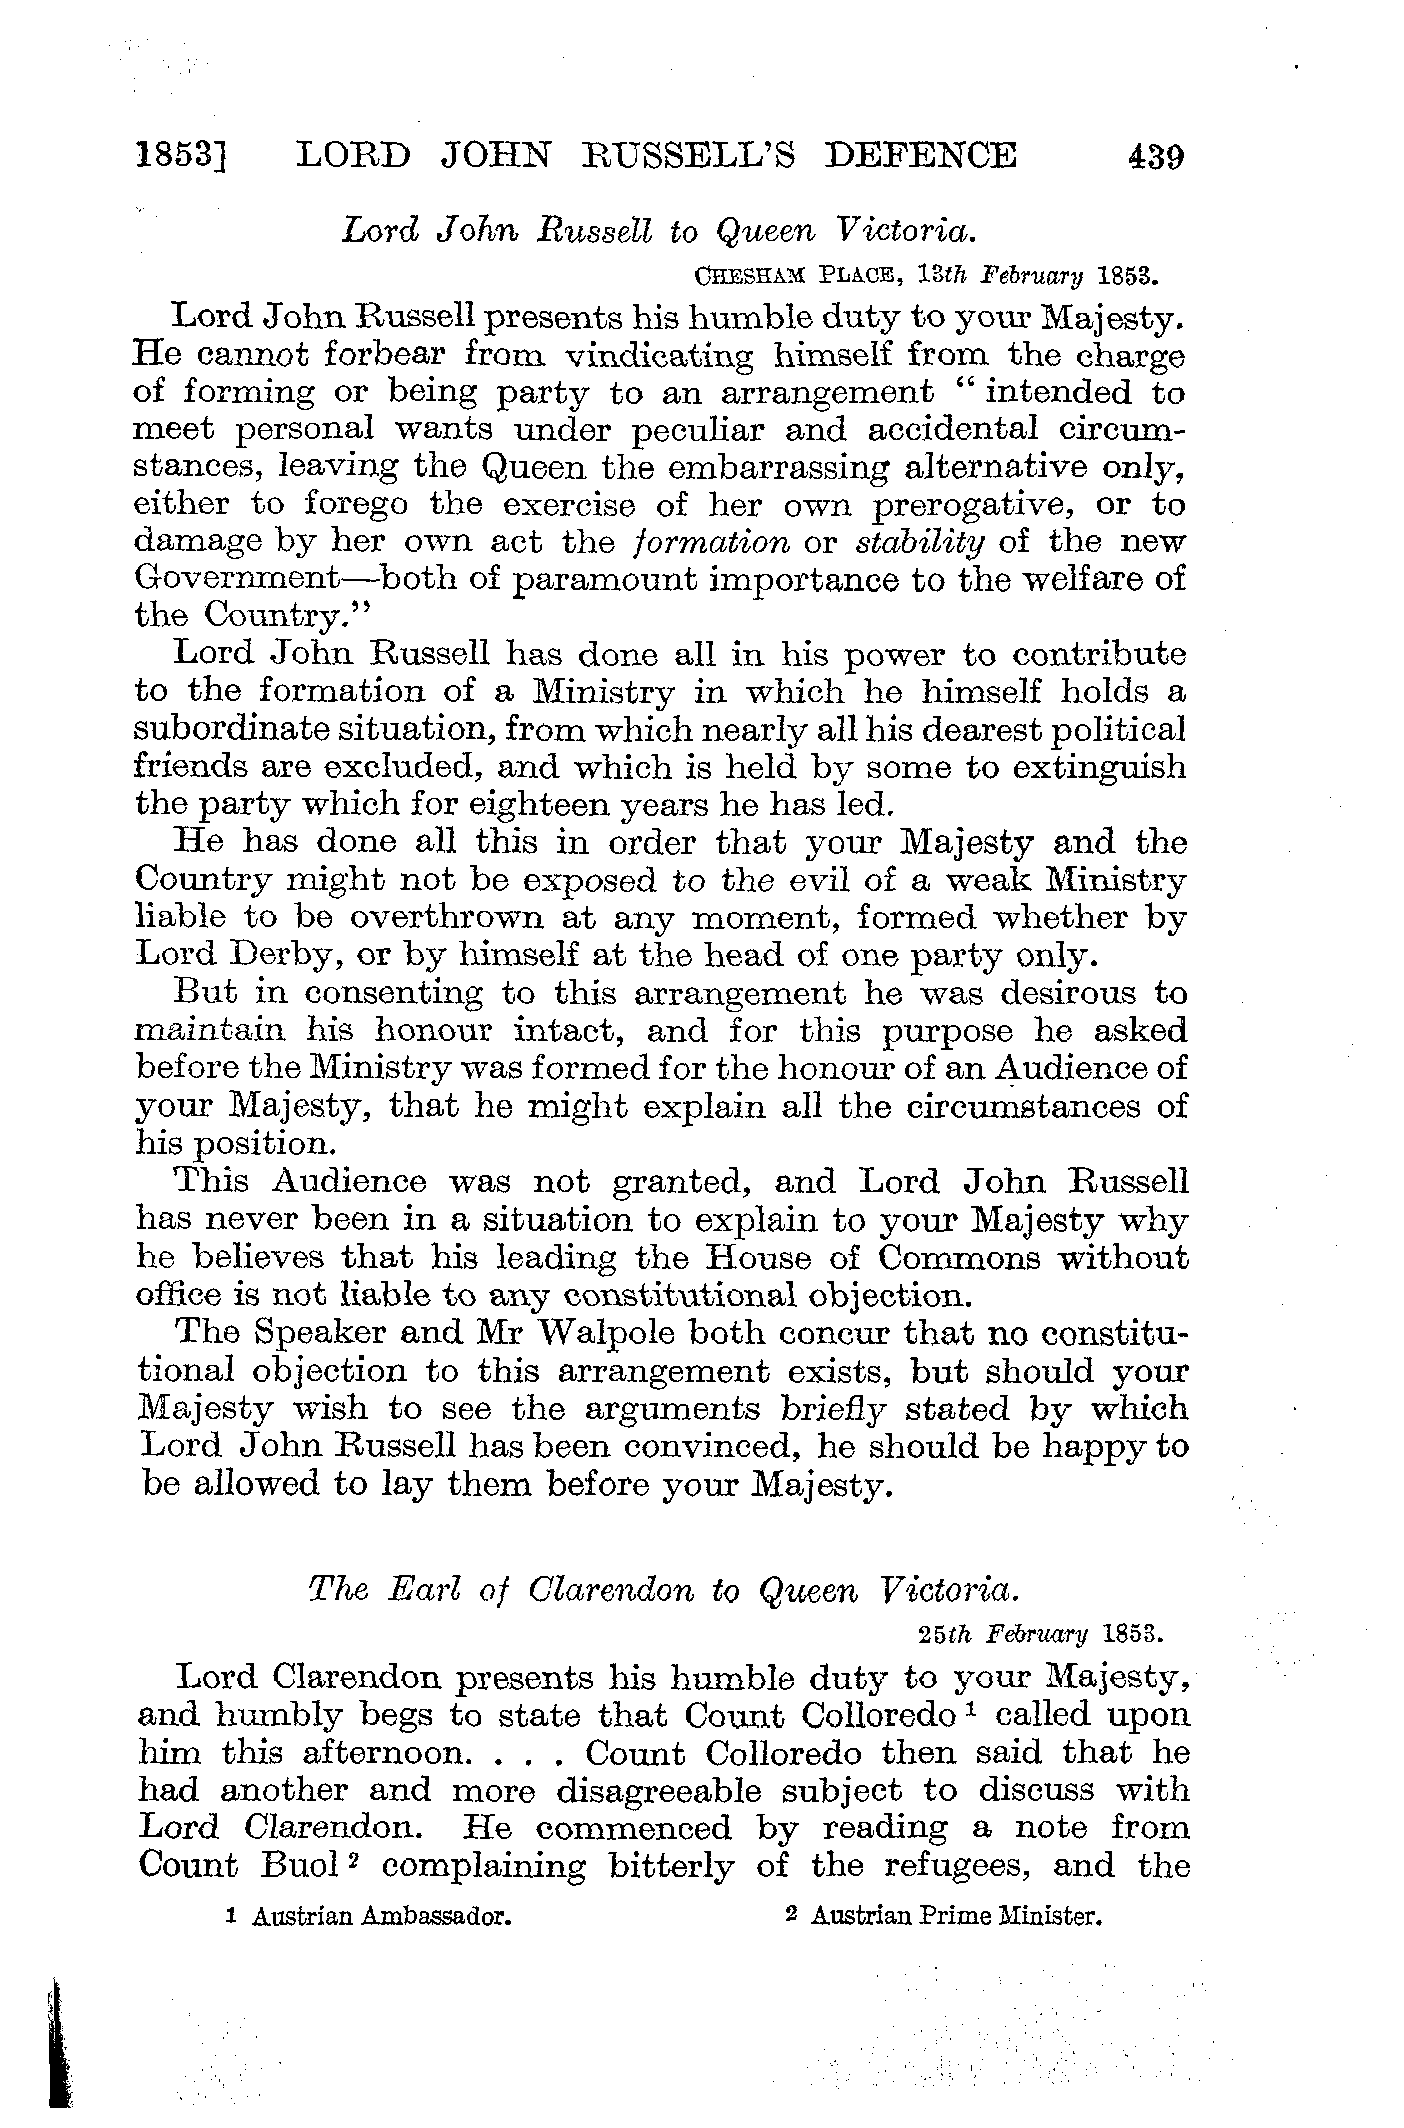 1853] LORD JOHN RUSSELL'S DEFENCE 439
Lord John Russell to Queen Victoria.
CHESHAM PLACE, 13th February 1853.
Lord John Russell presents his humble duty to your Majesty.
He cannot forbear from vindicating himself from the charge
of forming or being party to an arrangement “ intended to
meet personal wants under peculiar and accidental circum-
stances, leaving the Queen the embarrassing alternative only,
either to forego the exercise of her own prerogative, or to
damage by her own act the formation or stability of the new
Government—both of paramount importance to the welfare of
the Country.”
Lord John Russell has done all in his power to contribute
to the formation of a Ministry in which he himself holds a
subordinate situation, from which nearly all his dearest political
friends are excluded, and which is held by some to extinguish
the party which for eighteen years he has led.
He has done all this in order that your Majesty and the
Country might not be exposed to the evil of a weak Ministry
liable to be overthrown at any moment, formed whether by
Lord Derby, or by himself at the head of one party only.
But in consenting to this arrangement he was desirous to
maintain his honour intact, and for this purpose he asked
before the Ministry was formed for the honour of an Audience of
your Majesty, that he might explain all the circumstances of
his position.
This Audience was not granted, and Lord John Russell
has never been in a situation to explain to your Majesty why
he believes that his leading the House of Commons without
office is not liable to any constitutional objection.
The Speaker and Mr Walpole both concur that no constitu-
tional objection to this arrangement exists, but should your
Majesty wish to see the arguments briefly stated by which
Lord John Russell has been convinced, he should be happy to
be allowed to lay them before your Majesty.
The Earl of Clarendon to Queen Victoria.
25th February 1853.
Lord Clarendon presents his humble duty to your Majesty,
and humbly begs to state that Count Colloredo 1 called upon
him this afternoon. . . . Count Colloredo then said that he
had another and more disagreeable subject to discuss with
Lord Clarendon. He commenced by reading a note from
Count Buol 2 complaining bitterly of the refugees, and the
1 Austrian Ambassador. 2 Austrian Prime Minister.